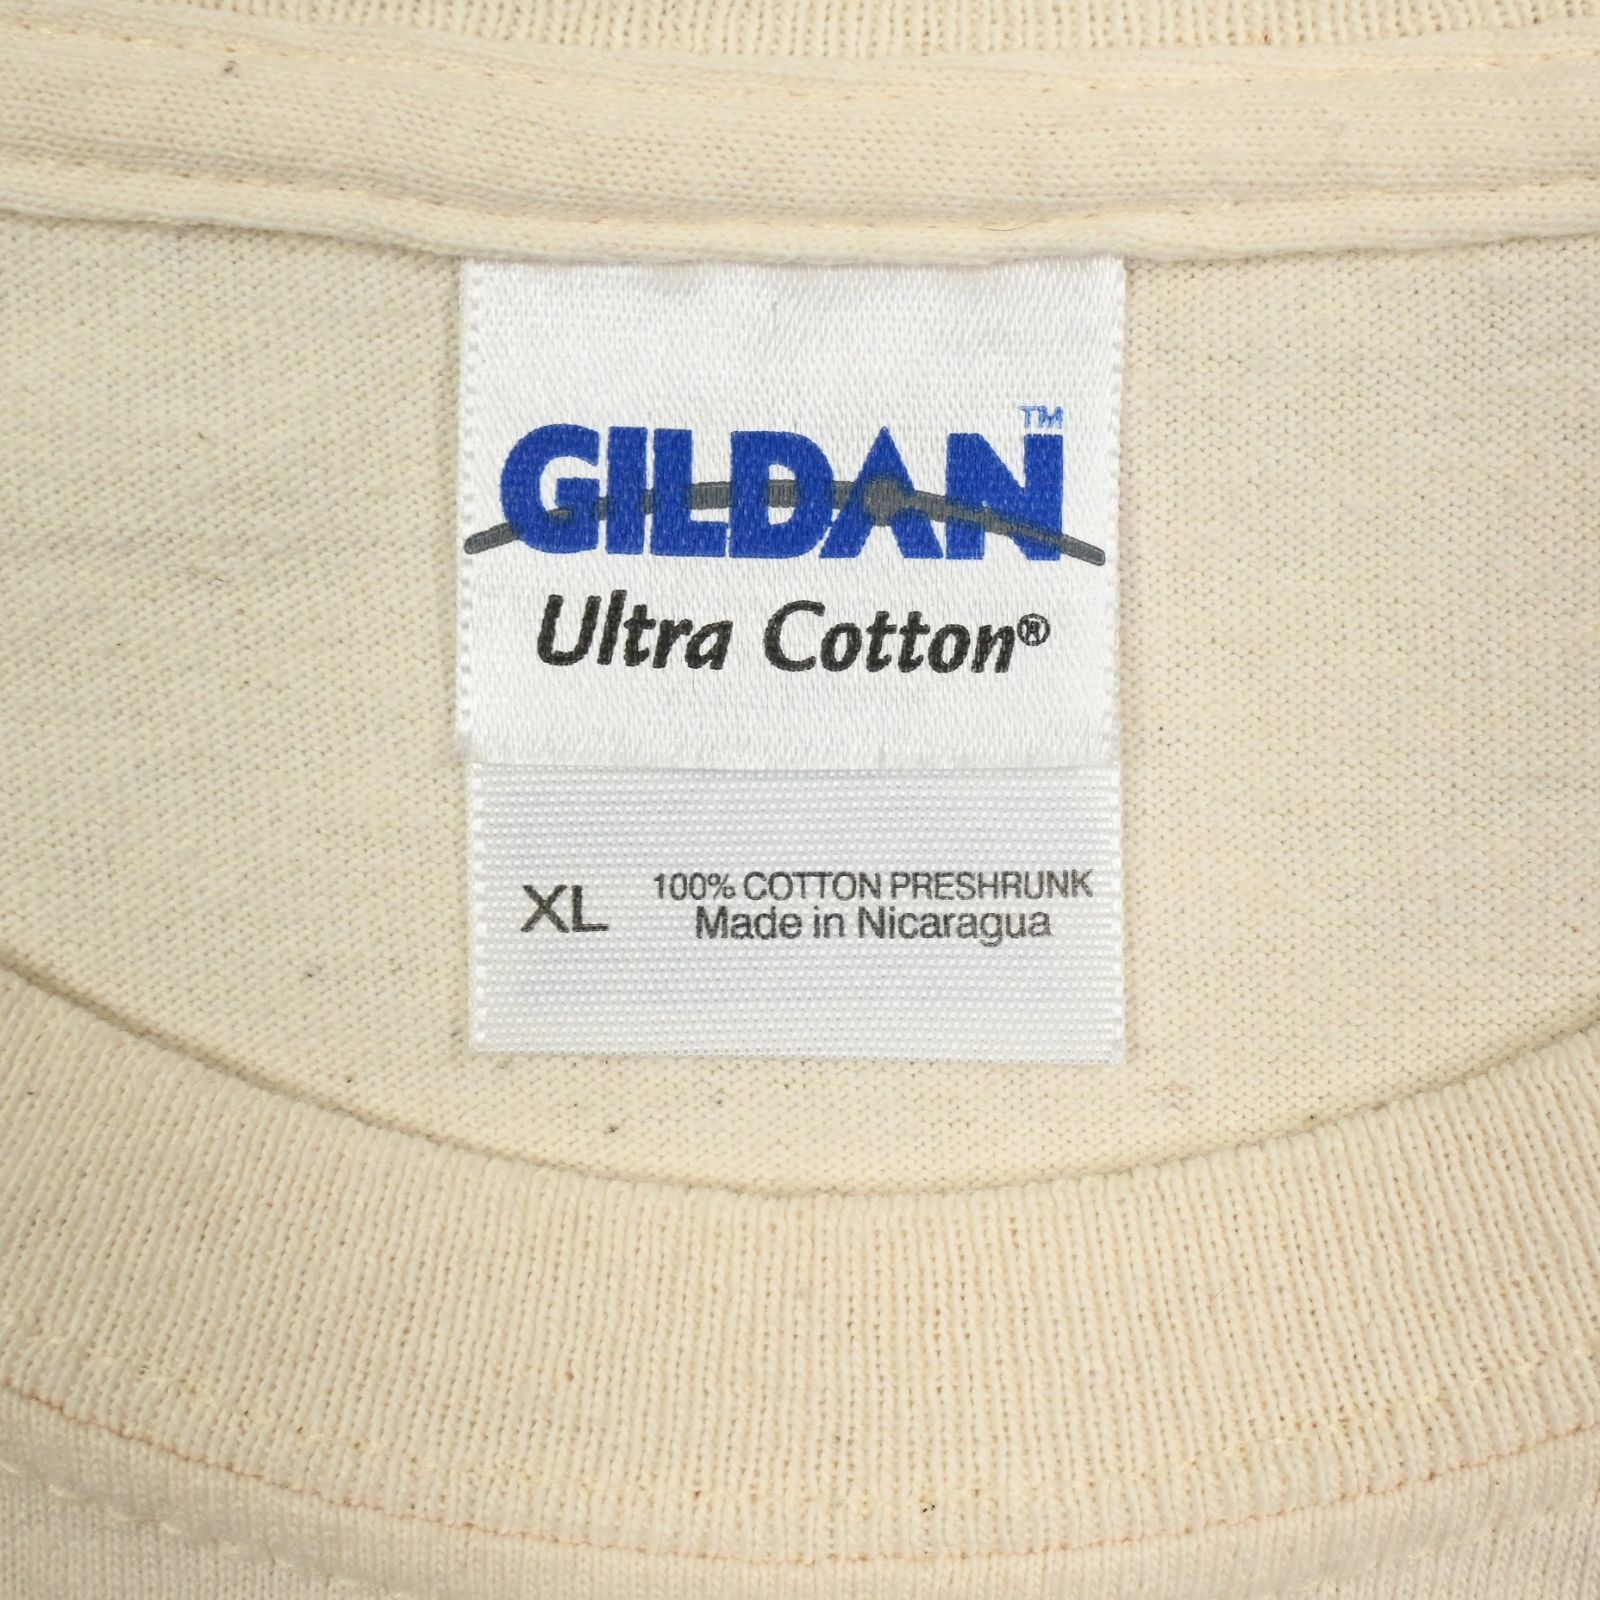 GILDAN™
Ultra Cotton®
XL 100% COTTON PRESHRUNK
Made in Nicaragua